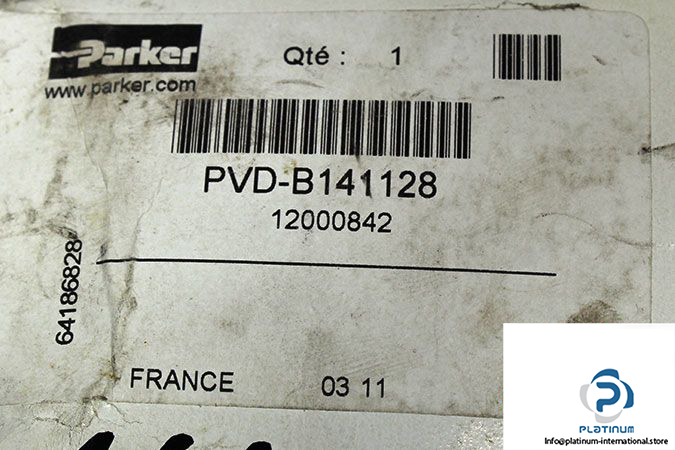 Parker
Qté : 1
www.parker.com
PVD-B141128
12000842
64186828
FRANCE 03 11
PLATINUM
Info@platinum-international.store